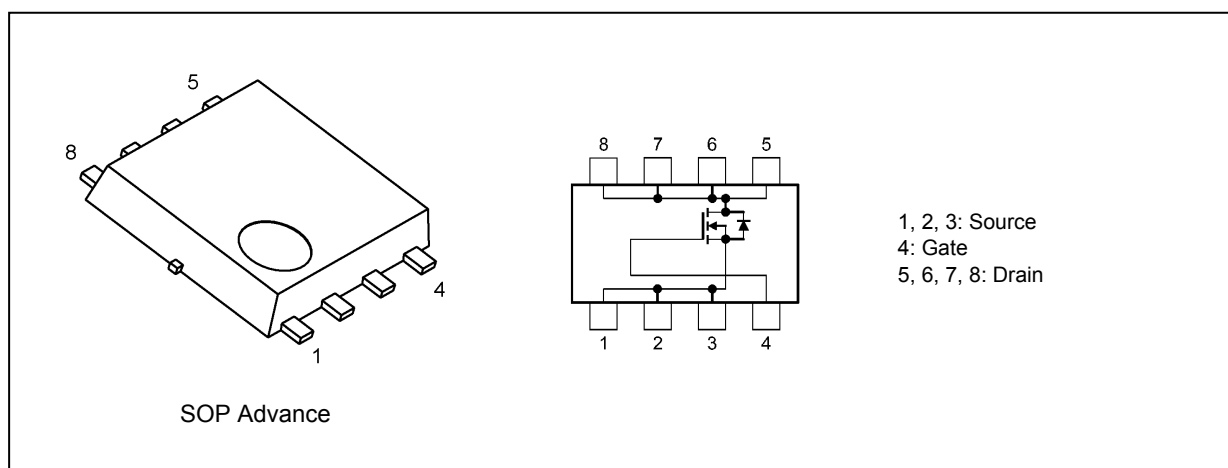 5
8
4
1
SOP Advance
8 7 6 5
1 2 3 4
1, 2, 3: Source
4: Gate
5, 6, 7, 8: Drain